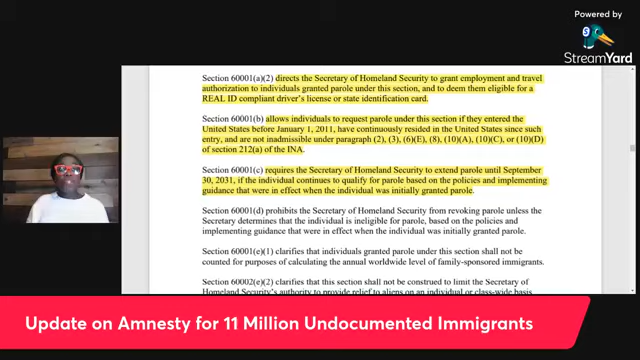 Powered by
StreamYard
Section 60001(a)(2) directs the Secretary of Homeland Security to grant employment and travel
authorization to individuals granted parole under this section, and to deem them eligible for a
REAL ID compliant driver's license or state identification card.
Section 60001(b) allows individuals to request parole under this section if they entered the
United States before January 1, 2011, have continuously resided in the United States since such
entry, and are not inadmissible under paragraph (2), (3), (6)(E), (8), (10)(A), (10)(C), or (10)(D)
of section 212(a) of the INA.
Section 60001(c) requires the Secretary of Homeland Security to extend parole until September
30, 2031, if the individual continues to qualify for parole based on the policies and implementing
guidance that were in effect when the individual was initially granted parole.
Section 60001(d) prohibits the Secretary of Homeland Security from revoking parole unless the
Secretary determines that the individual is ineligible for parole, based on the policies and
implementing guidance that were in effect when the individual was initially granted parole.
Section 60001(e)(1) clarifies that individuals granted parole under this section shall not be
counted for purposes of calculating the annual worldwide level of family-sponsored immigrants.
Section 60002(e)(2) clarifies that this section shall not be construed to limit the Secretary of
Homeland Security's authority to provide relief to aliens on an individual or class-wide basis
Update on Amnesty for 11 Million Undocumented Immigrants